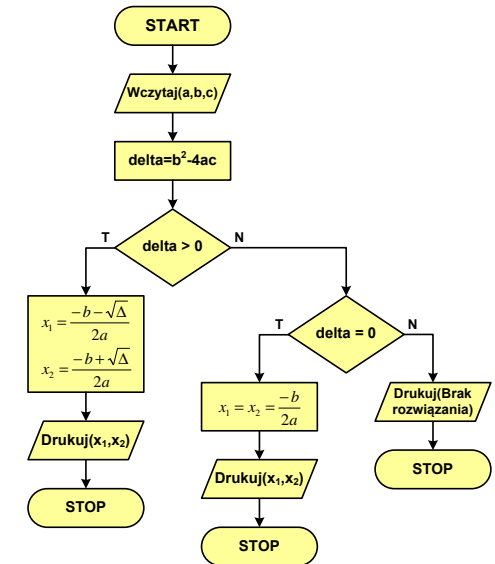 START
Wczytaj(a,b,c)
delta=b²-4ac
T
delta > 0
N
x₁ = (-b-√Δ)/2a
x₂ = (-b+√Δ)/2a
Drukuj(x₁,x₂)
STOP
T
delta = 0
N
x₁ = x₂ = -b/2a
Drukuj(x₁,x₂)
STOP
Drukuj(Brak
rozwiązania)
STOP